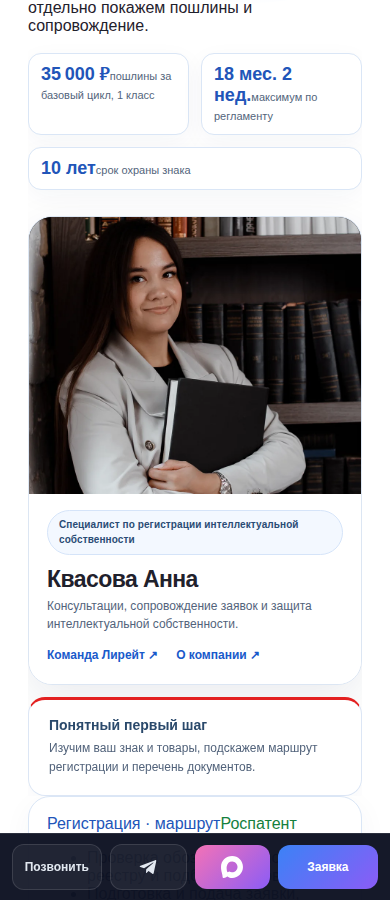 отдельно покажем пошлины и
сопровождение.
35 000 ₽пошлины за
базовый цикл, 1 класс
18 мес. 2
нед.максимум по
регламенту
10 летсрок охраны знака
Специалист по регистрации интеллектуальной
собственности
Квасова Анна
Консультации, сопровождение заявок и защита
интеллектуальной собственности.
Команда Лирейт ↗ О компании ↗
Понятный первый шаг
Изучим ваш знак и товары, подскажем маршрут
регистрации и перечень документов.
Регистрация · маршрутРоспатент
Позвонить
Заявка